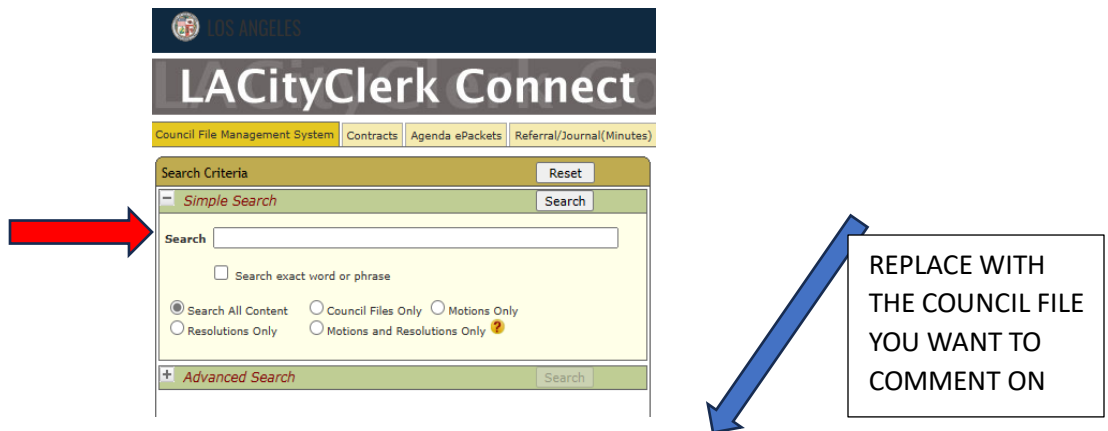 LOS ANGELES
LACityClerk Connect
Council File Management System Contracts Agenda ePackets Referral/Journal(Minutes)
Search Criteria Reset
− Simple Search Search
Search
Search exact word or phrase
Search All Content Council Files Only Motions Only
Resolutions Only Motions and Resolutions Only ?
+ Advanced Search Search
REPLACE WITH
THE COUNCIL FILE
YOU WANT TO
COMMENT ON